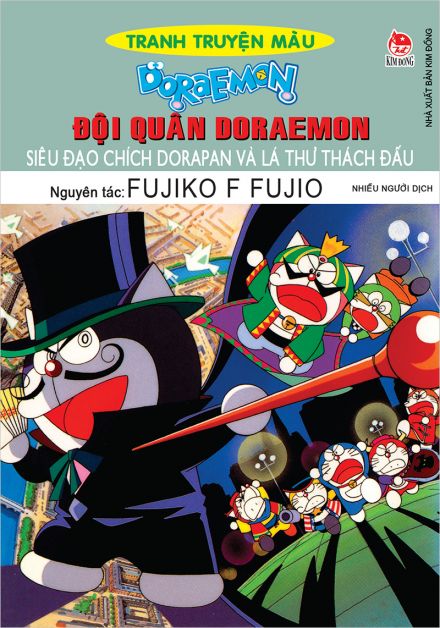 TRANH TRUYỆN MÀU
DORAEMON
ĐỘI QUÂN DORAEMON
SIÊU ĐẠO CHÍCH DORAPAN VÀ LÁ THƯ THÁCH ĐẤU
Nguyên tác: FUJIKO F FUJIO
NHIỀU NGƯỜI DỊCH
KIM ĐỒNG
NHÀ XUẤT BẢN KIM ĐỒNG